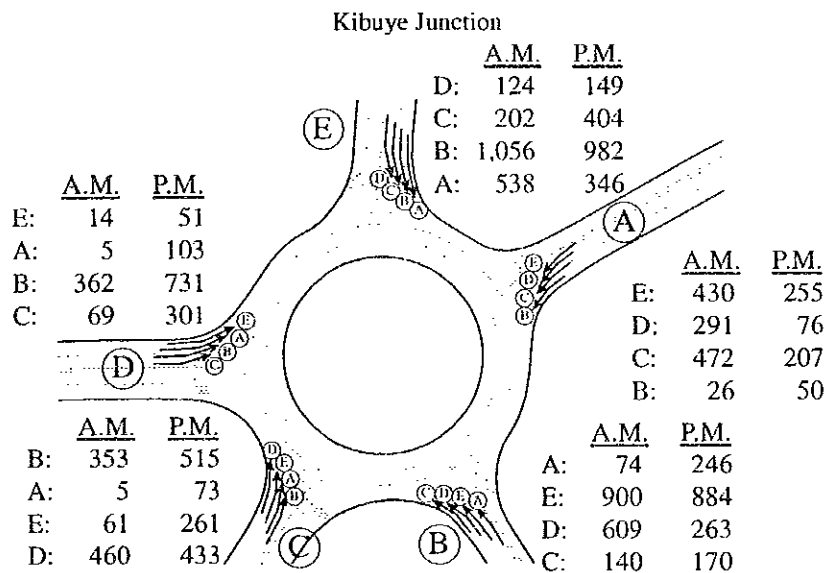 Kibuye Junction
A.M. P.M.
D: 124 149
C: 202 404
B: 1,056 982
A: 538 346
E
D C B A
A.M. P.M.
E: 14 51
A: 5 103
B: 362 731
C: 69 301
A
E
D
C
B
A.M. P.M.
E: 430 255
D: 291 76
C: 472 207
B: 26 50
E
A
B
C
D
A.M. P.M.
B: 353 515
A: 5 73
E: 61 261
D: 460 433
D
E
A
B
C
C D E A
B
A.M. P.M.
A: 74 246
E: 900 884
D: 609 263
C: 140 170